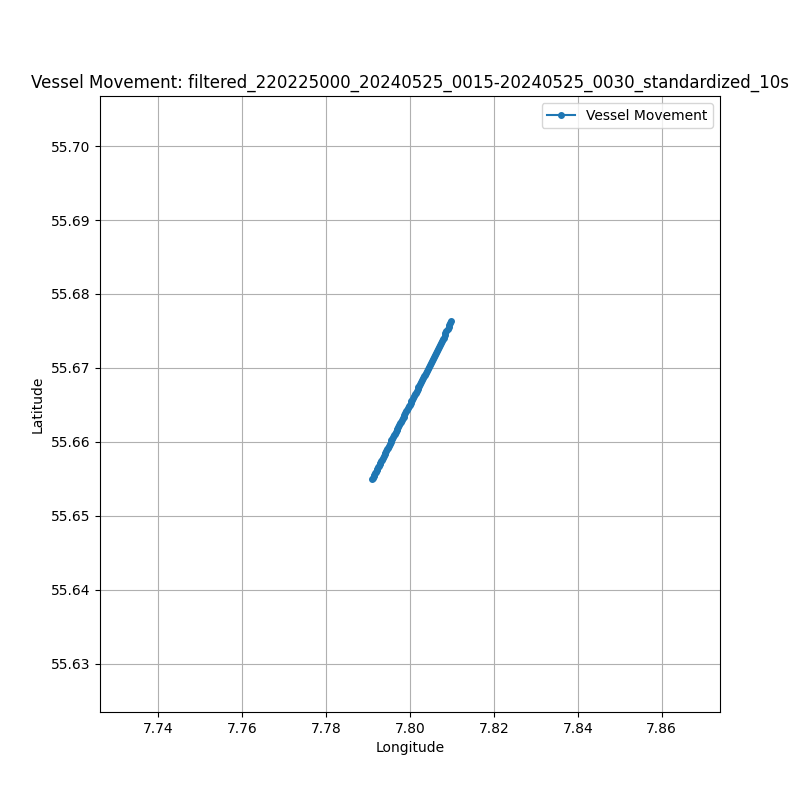 Vessel Movement: filtered_220225000_20240525_0015-20240525_0030_standardized_10s
Vessel Movement
55.70
55.69
55.68
55.67
55.66
55.65
55.64
55.63
Latitude
7.74 7.76 7.78 7.80 7.82 7.84 7.86
Longitude